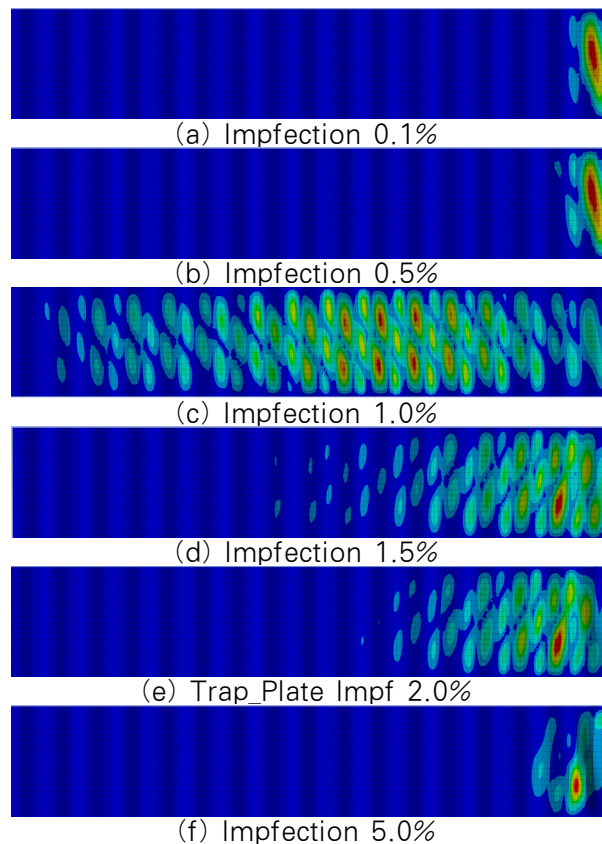 (a) Impfection 0.1%
(b) Impfection 0.5%
(c) Impfection 1.0%
(d) Impfection 1.5%
(e) Trap_Plate Impf 2.0%
(f) Impfection 5.0%